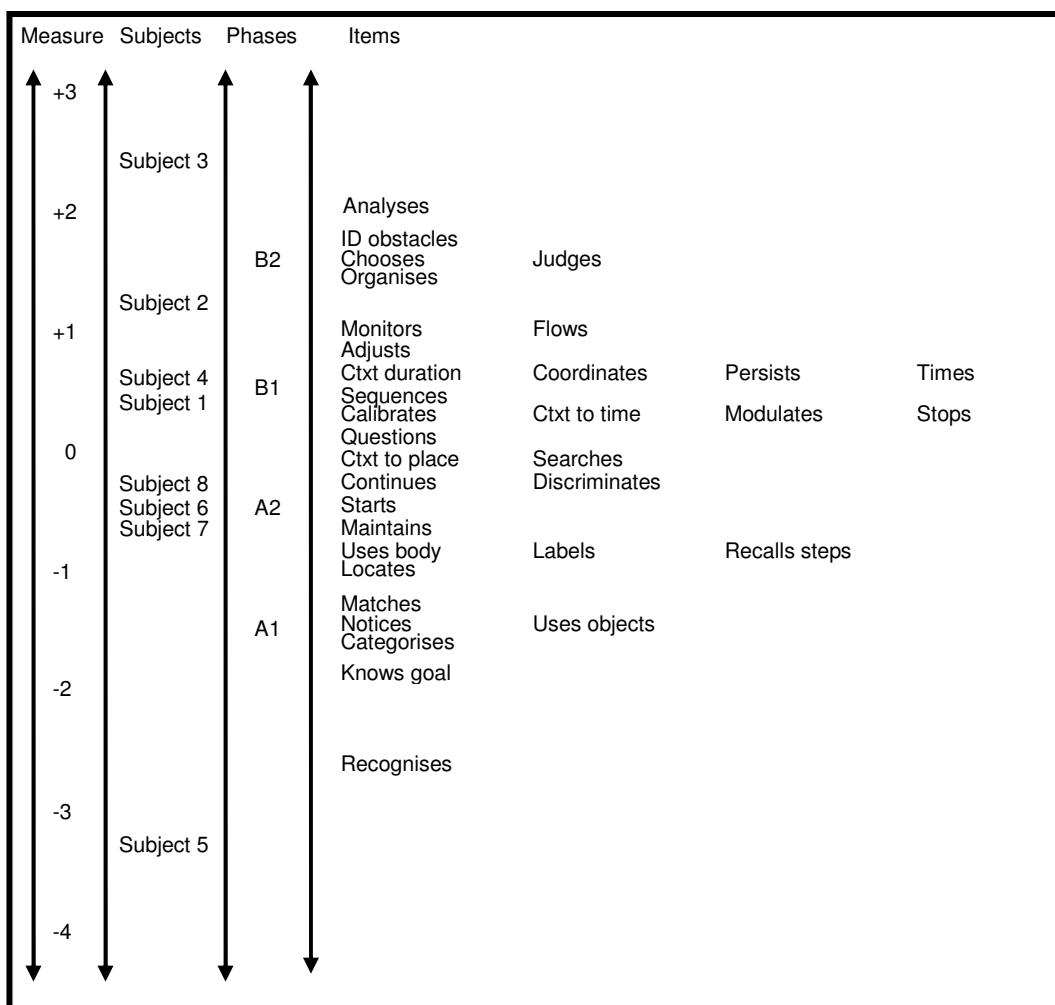 Measure Subjects Phases Items
+3
Subject 3
+2 Analyses
ID obstacles
B2 Chooses Judges
Organises
Subject 2
+1 Monitors Flows
Adjusts
Subject 4 Ctxt duration Coordinates Persists Times
B1 Sequences
Subject 1 Calibrates Ctxt to time Modulates Stops
Questions
0 Ctxt to place Searches
Subject 8 Continues Discriminates
Subject 6 A2 Starts
Subject 7 Maintains
Uses body Labels Recalls steps
-1 Locates
Matches
A1 Notices Uses objects
Categorises
Knows goal
-2
Recognises
-3
Subject 5
-4